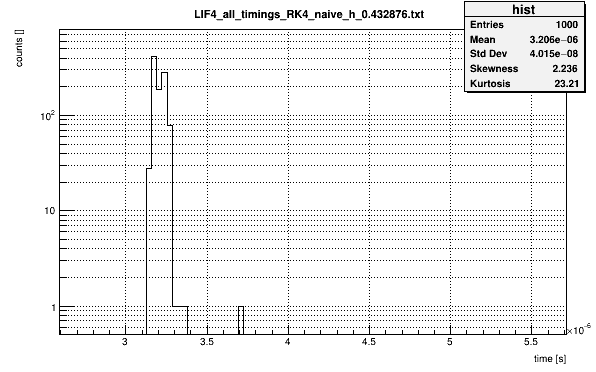 LIF4_all_timings_RK4_naive_h_0.432876.txt
hist
Entries 1000
Mean 3.206e−06
Std Dev 4.015e−08
Skewness 2.236
Kurtosis 23.21
counts []
10²
10
1
3 3.5 4 4.5 5 5.5
×10⁻⁶
time [s]